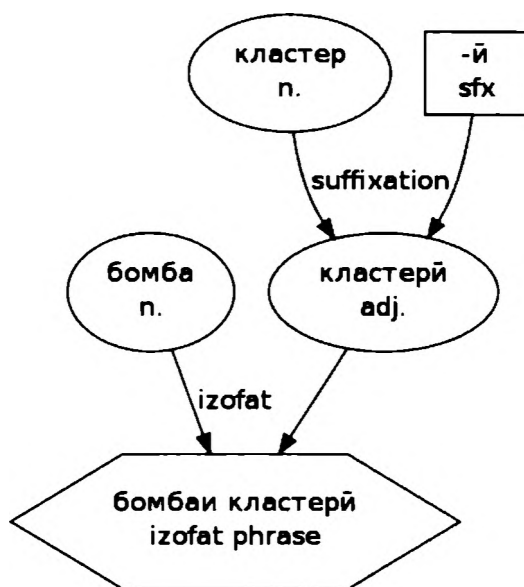 кластер
n.
-ӣ
sfx
suffixation
бомба
n.
кластерӣ
adj.
izofat
бомбаи кластерӣ
izofat phrase